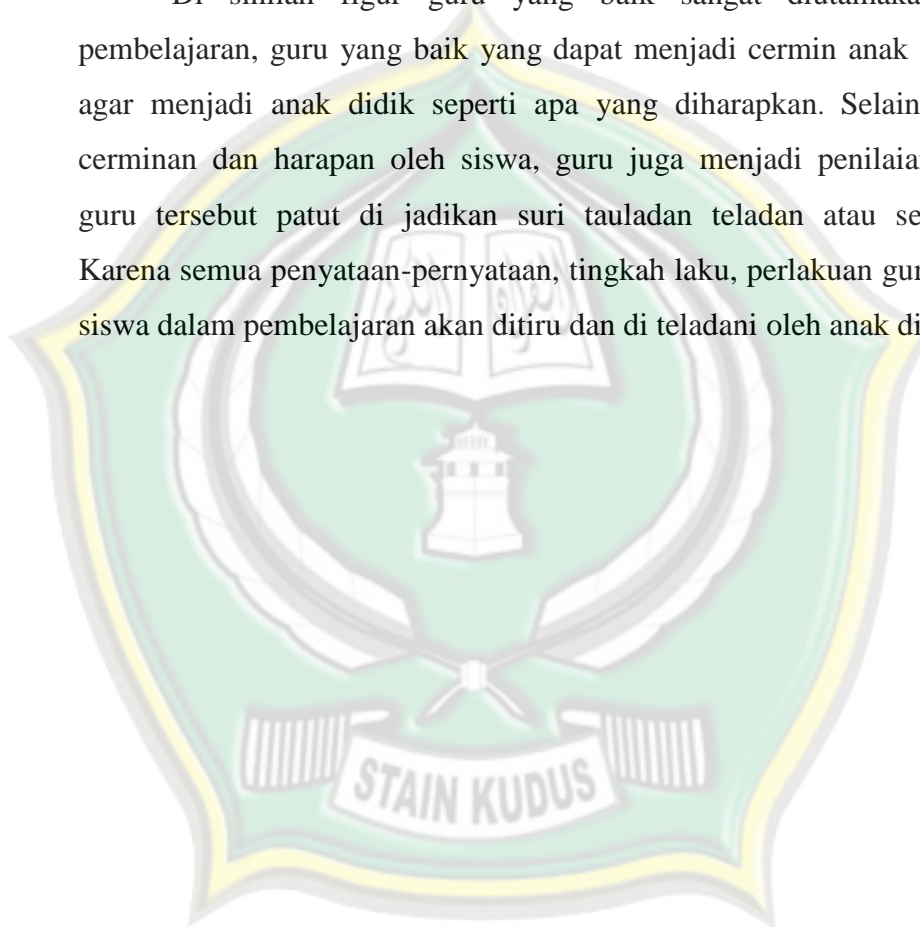 Di sinilah figur guru yang baik sangat diutamaka
pembelajaran, guru yang baik yang dapat menjadi cermin anak
agar menjadi anak didik seperti apa yang diharapkan. Selain
cerminan dan harapan oleh siswa, guru juga menjadi penilaian
guru tersebut patut di jadikan suri tauladan teladan atau se
Karena semua penyataan-pernyataan, tingkah laku, perlakuan gur
siswa dalam pembelajaran akan ditiru dan di teladani oleh anak di
STAIN KUDUS